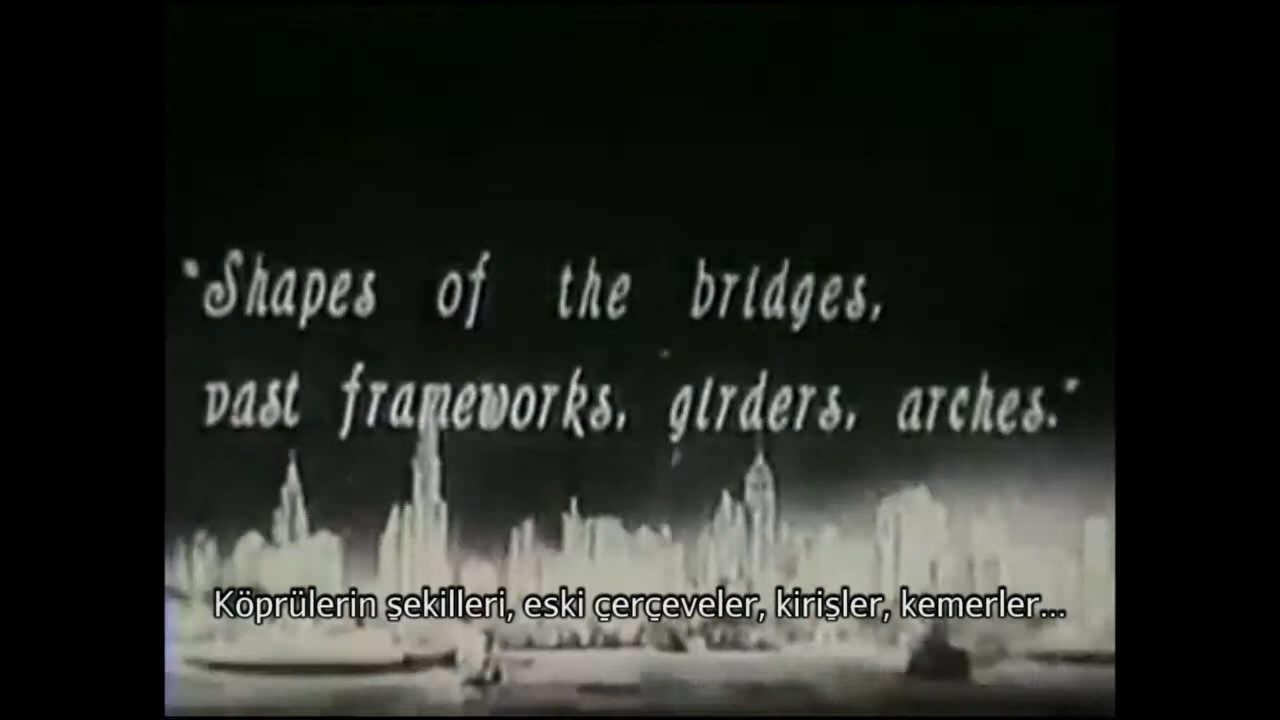 "Shapes of the bridges,
vast frameworks, girders, arches."
Köprülerin şekilleri, eski çerçeveler, kirişler, kemerler...